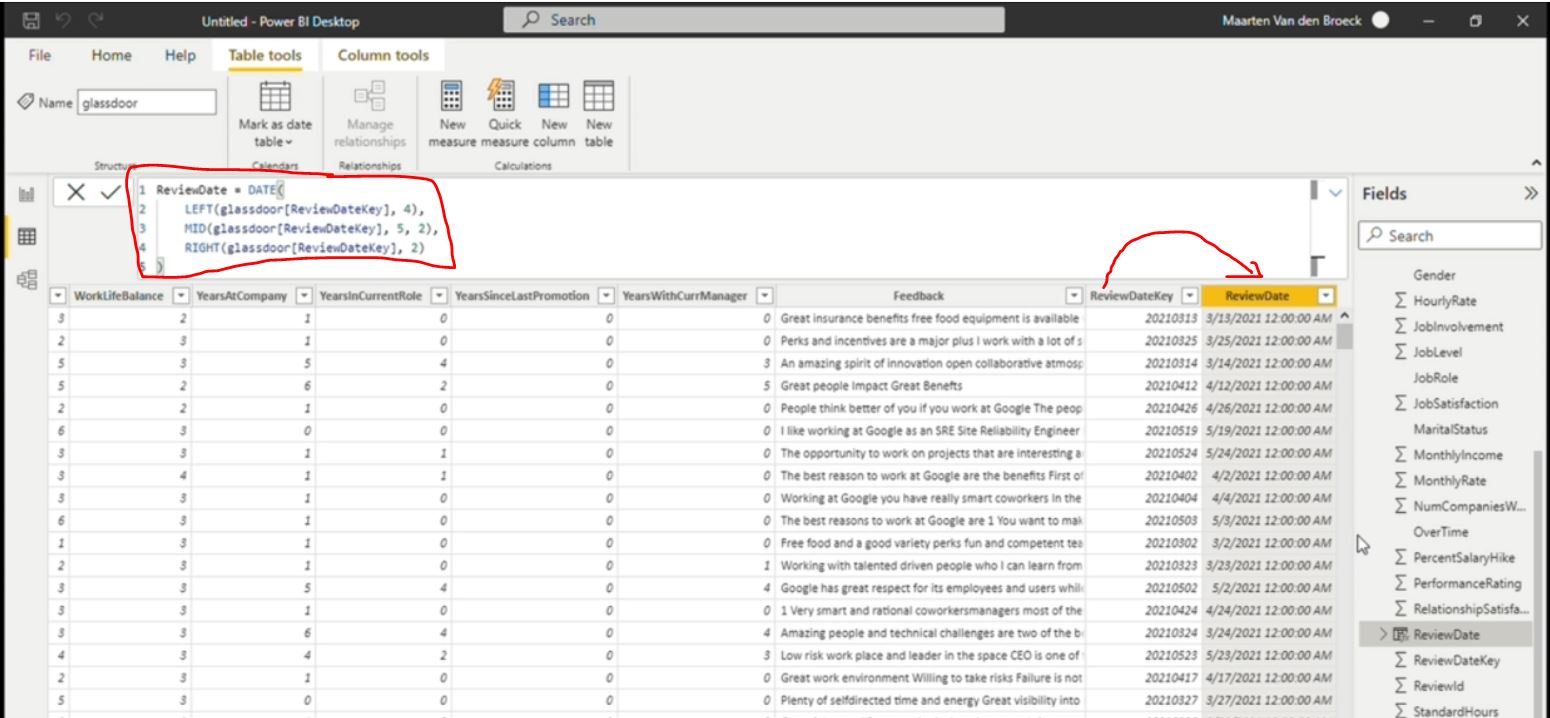 Untitled - Power BI Desktop
Search
Maarten Van den Broeck
File Home Help Table tools Column tools
Name glassdoor
Mark as date table
Manage relationships
New measure
Quick measure
New column
New table
Structure
Calendars
Relationships
Calculations
1 ReviewDate = DATE(
2 LEFT(glassdoor[ReviewDateKey], 4),
3 MID(glassdoor[ReviewDateKey], 5, 2),
4 RIGHT(glassdoor[ReviewDateKey], 2)
5 )
WorkLifeBalance YearsAtCompany YearsInCurrentRole YearsSinceLastPromotion YearsWithCurrManager Feedback ReviewDateKey ReviewDate
3 2 1 0 0 0 Great insurance benefits free food equipment is available 20210313 3/13/2021 12:00:00 AM
2 3 1 0 0 0 Perks and incentives are a major plus I work with a lot of s 20210325 3/25/2021 12:00:00 AM
5 3 5 4 0 3 An amazing spirit of innovation open collaborative atmosp 20210314 3/14/2021 12:00:00 AM
5 2 6 2 0 5 Great people Impact Great Benefits 20210412 4/12/2021 12:00:00 AM
2 2 1 0 0 0 People think better of you if you work at Google The peop 20210426 4/26/2021 12:00:00 AM
6 3 0 0 0 0 I like working at Google as an SRE Site Reliability Engineer 20210519 5/19/2021 12:00:00 AM
3 3 1 1 0 0 The opportunity to work on projects that are interesting a 20210524 5/24/2021 12:00:00 AM
3 4 1 1 0 0 The best reason to work at Google are the benefits First of 20210402 4/2/2021 12:00:00 AM
3 3 1 0 0 0 Working at Google you have really smart coworkers In the 20210404 4/4/2021 12:00:00 AM
6 3 1 0 0 0 The best reasons to work at Google are 1 You want to mak 20210503 5/3/2021 12:00:00 AM
1 3 1 0 0 0 Free food and a good variety perks fun and competent tea 20210302 3/2/2021 12:00:00 AM
2 3 1 0 0 1 Working with talented driven people who I can learn from 20210323 3/23/2021 12:00:00 AM
3 3 5 4 0 4 Google has great respect for its employees and users while 20210502 5/2/2021 12:00:00 AM
3 3 1 0 0 0 1 Very smart and rational coworkersmanagers most of the 20210424 4/24/2021 12:00:00 AM
3 3 6 4 0 4 Amazing people and technical challenges are two of the b 20210324 3/24/2021 12:00:00 AM
4 3 4 2 0 3 Low risk work place and leader in the space CEO is one of 20210523 5/23/2021 12:00:00 AM
2 3 1 0 0 0 Great work environment Willing to take risks Failure is not 20210417 4/17/2021 12:00:00 AM
5 3 0 0 0 0 Plenty of selfdirected time and energy Great visibility into 20210327 3/27/2021 12:00:00 AM
Fields
Search
Gender
HourlyRate
JobInvolvement
JobLevel
JobRole
JobSatisfaction
MaritalStatus
MonthlyIncome
MonthlyRate
NumCompaniesW...
OverTime
PercentSalaryHike
PerformanceRating
RelationshipSatisfa...
ReviewDate
ReviewDateKey
ReviewId
StandardHours